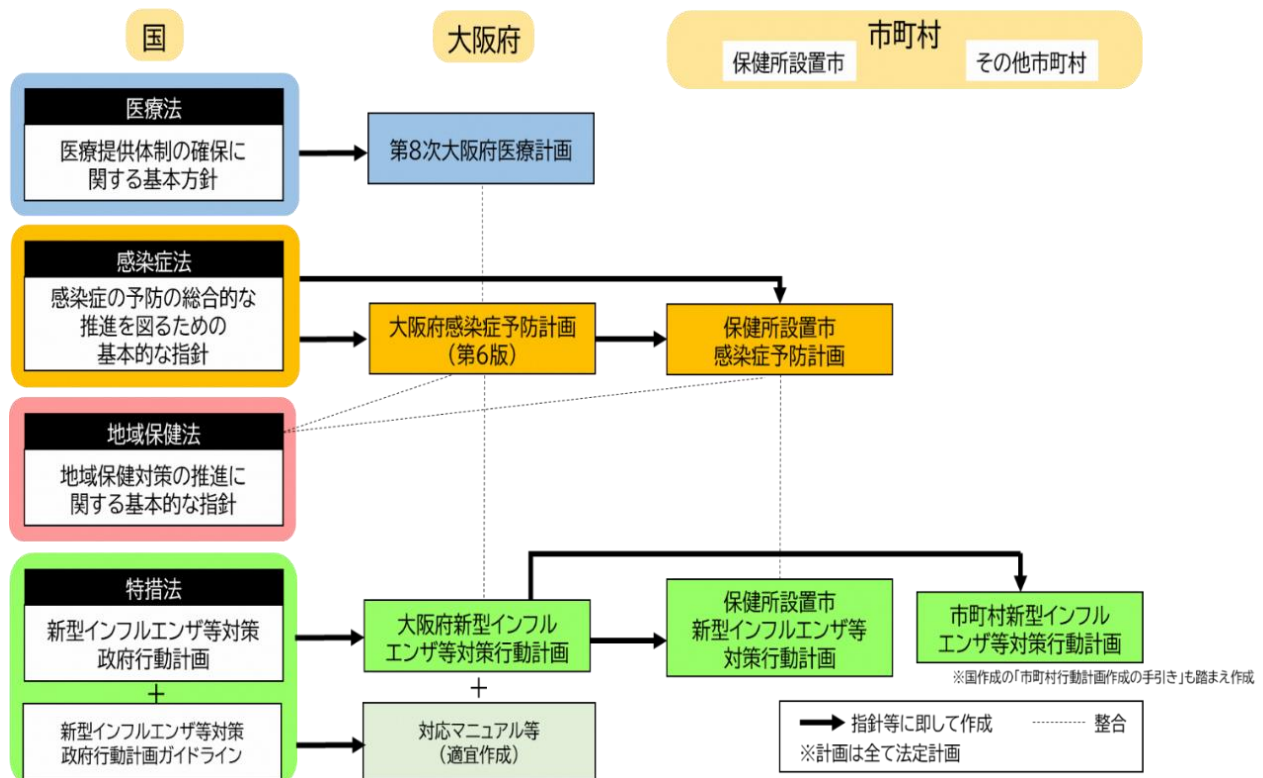 国
大阪府
市町村
保健所設置市
その他市町村
医療法
医療提供体制の確保に
関する基本方針
第8次大阪府医療計画
感染症法
感染症の予防の総合的な
推進を図るための
基本的な指針
大阪府感染症予防計画
(第6版)
保健所設置市
感染症予防計画
地域保健法
地域保健対策の推進に
関する基本的な指針
特措法
新型インフルエンザ等対策
政府行動計画
+
新型インフルエンザ等対策
政府行動計画ガイドライン
大阪府新型インフル
エンザ等対策行動計画
+
対応マニュアル等
(適宜作成)
保健所設置市
新型インフルエンザ等
対策行動計画
市町村新型インフル
エンザ等対策行動計画
※国作成の「市町村行動計画作成の手引き」も踏まえ作成
指針等に即して作成
整合
※計画は全て法定計画